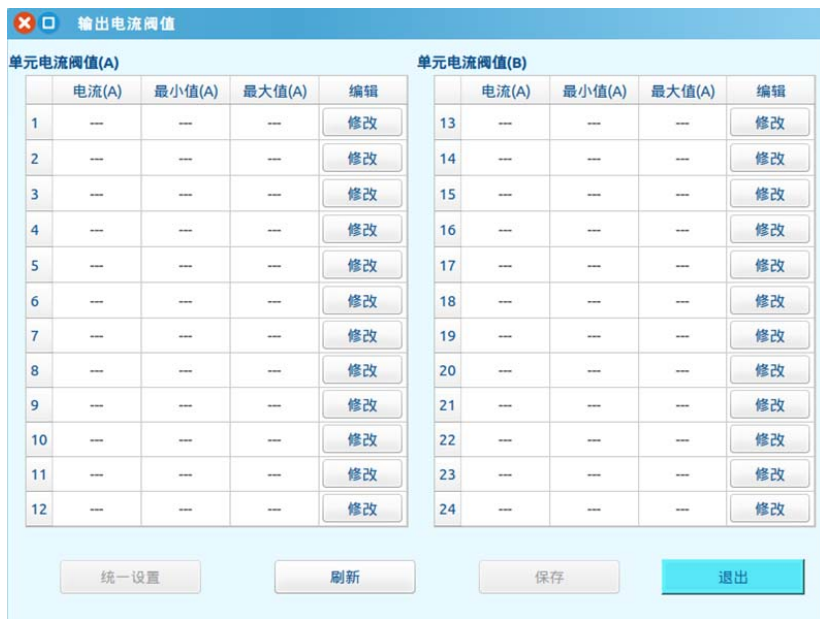 输出电流阀值
单元电流阀值(A) 单元电流阀值(B)
电流(A) 最小值(A) 最大值(A) 编辑 电流(A) 最小值(A) 最大值(A) 编辑
1 --- --- --- 修改 13 --- --- --- 修改
2 --- --- --- 修改 14 --- --- --- 修改
3 --- --- --- 修改 15 --- --- --- 修改
4 --- --- --- 修改 16 --- --- --- 修改
5 --- --- --- 修改 17 --- --- --- 修改
6 --- --- --- 修改 18 --- --- --- 修改
7 --- --- --- 修改 19 --- --- --- 修改
8 --- --- --- 修改 20 --- --- --- 修改
9 --- --- --- 修改 21 --- --- --- 修改
10 --- --- --- 修改 22 --- --- --- 修改
11 --- --- --- 修改 23 --- --- --- 修改
12 --- --- --- 修改 24 --- --- --- 修改
统一设置 刷新 保存 退出